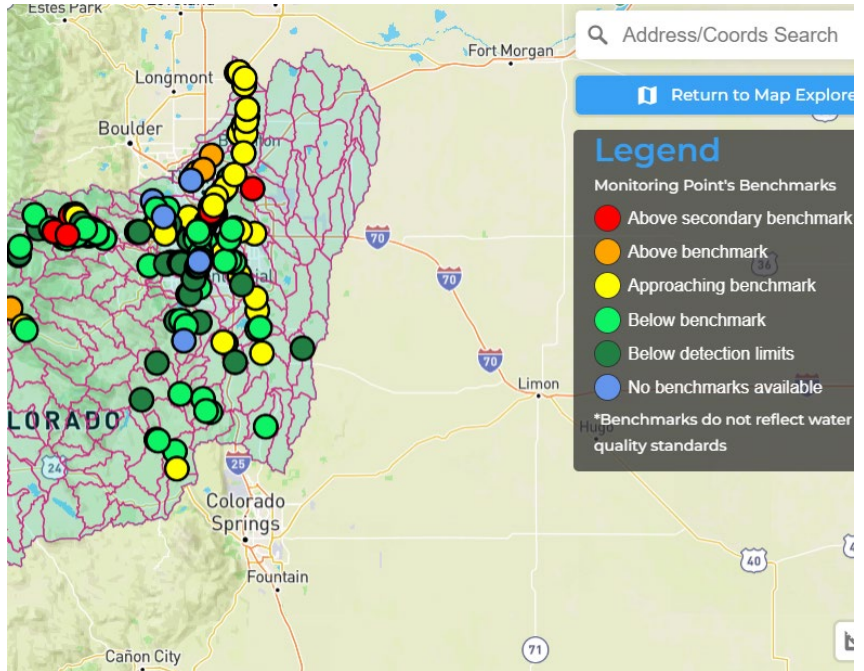 Estes Park
Loveland
Fort Morgan
Longmont
Boulder
Address/Coords Search
Return to Map Explore
Legend
Monitoring Point's Benchmarks
Above secondary benchmark
Above benchmark
Approaching benchmark
Below benchmark
Below detection limits
No benchmarks available
*Benchmarks do not reflect water
quality standards
70
70
70
36
Limon
Hugo
LORADO
24
25
Colorado
Springs
Fountain
40
71
Cañon City